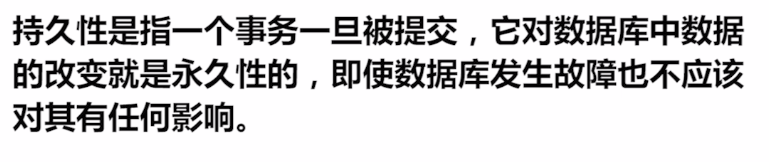 持久性是指一个事务一旦被提交，它对数据库中数据
的改变就是永久性的，即使数据库发生故障也不应该
对其有任何影响。